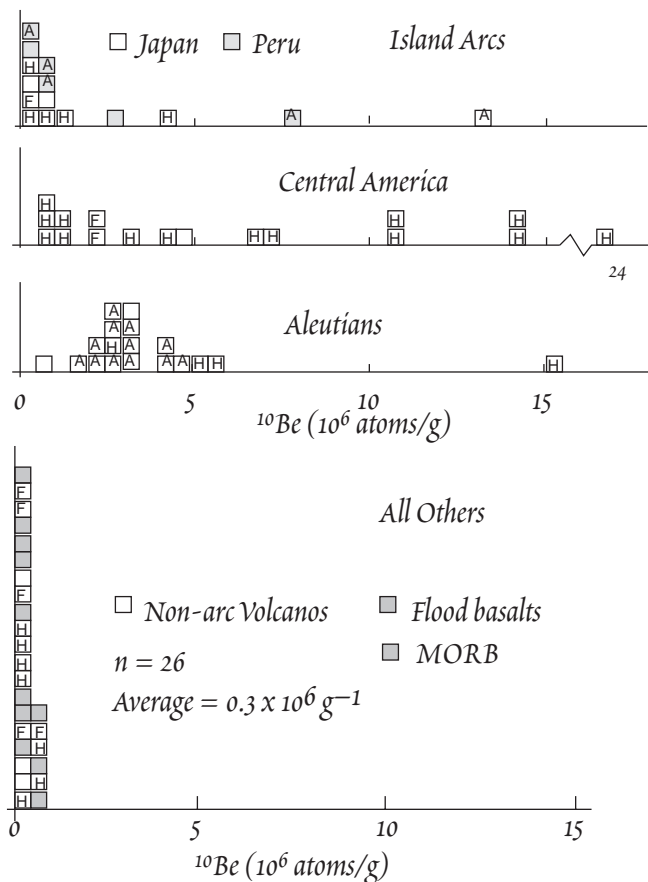 A
Japan Peru Island Arcs
H A
A
F
H H H H A A
Central America
H
H H F H H
H H F H H H H H H H
24
A
Aleutians
A A
A H A A
A A A A A A H H H
0 5 10 15
¹⁰Be (10⁶ atoms/g)
F
F
All Others
F
Non-arc Volcanos Flood basalts
H
H
MORB
n = 26
H
H
Average = 0.3 x 10⁶ g⁻¹
F F
H
H
H
0 5 10 15
¹⁰Be (10⁶ atoms/g)